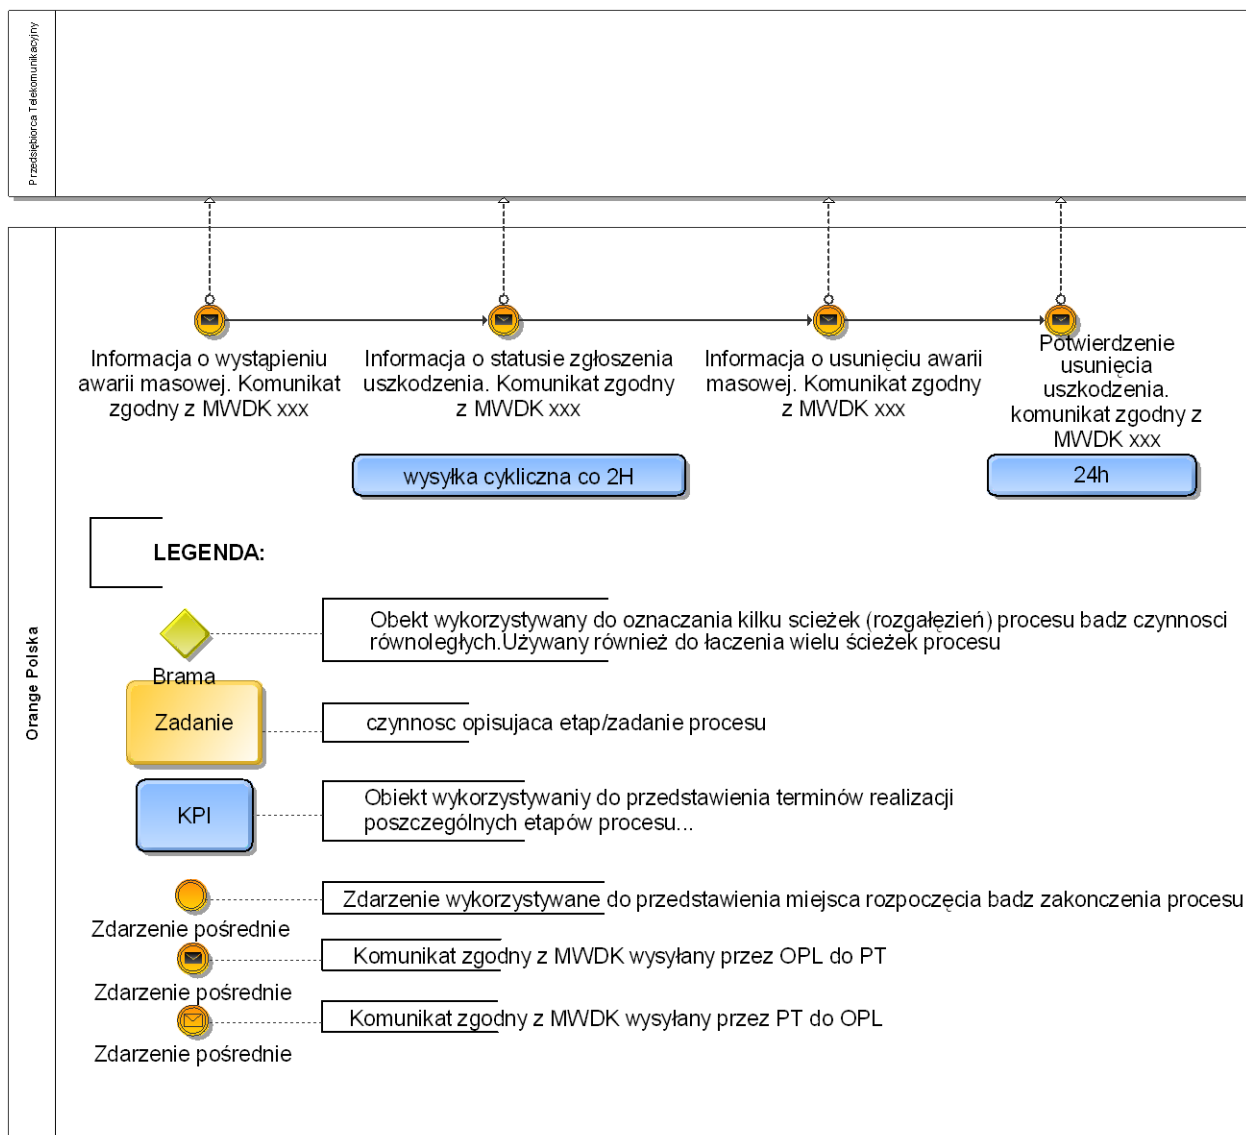 Przedsiębiorca Telekomunikacyjny
Orange Polska
Informacja o wystąpieniu
awarii masowej. Komunikat
zgodny z MWDK xxx
Informacja o statusie zgłoszenia
uszkodzenia. Komunikat zgodny
z MWDK xxx
Informacja o usunięciu awarii
masowej. Komunikat zgodny
z MWDK xxx
Potwierdzenie
usunięcia
uszkodzenia.
komunikat zgodny z
MWDK xxx
wysyłka cykliczna co 2H
24h
LEGENDA:
Brama
Obekt wykorzystywany do oznaczania kilku scieżek (rozgałęzień) procesu badz czynnosci
równoległych.Używany również do łaczenia wielu ścieżek procesu
Zadanie
czynnosc opisujaca etap/zadanie procesu
KPI
Obiekt wykorzystywaniy do przedstawienia terminów realizacji
poszczególnych etapów procesu...
Zdarzenie pośrednie
Zdarzenie wykorzystywane do przedstawienia miejsca rozpoczęcia badz zakonczenia procesu
Zdarzenie pośrednie
Komunikat zgodny z MWDK wysyłany przez OPL do PT
Zdarzenie pośrednie
Komunikat zgodny z MWDK wysyłany przez PT do OPL